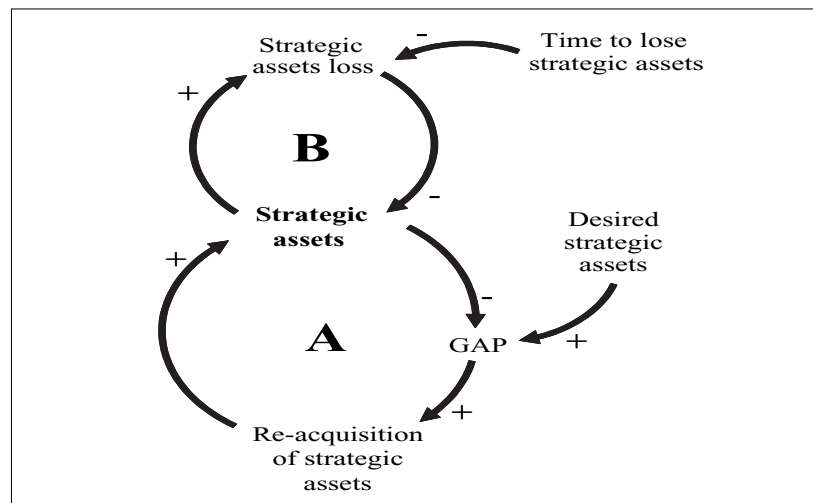 Strategic
assets loss
-
Time to lose
strategic assets
+
B
-
Strategic
assets
Desired
strategic
assets
+
-
A
GAP
+
+
Re-acquisition
of strategic
assets